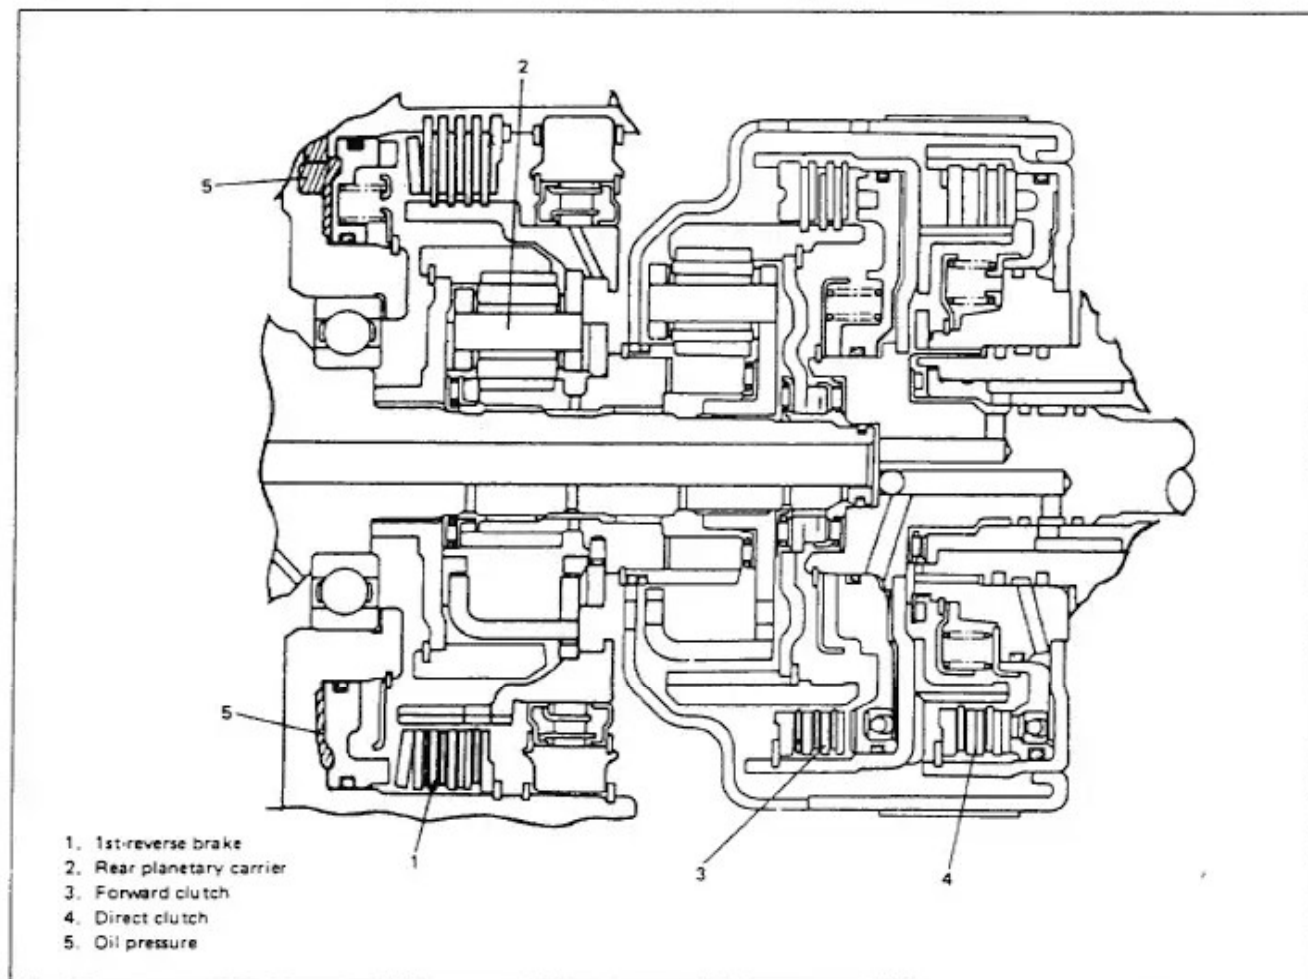 2
5
5
1
3
4
1. 1st-reverse brake
2. Rear planetary carrier
3. Forward clutch
4. Direct clutch
5. Oil pressure